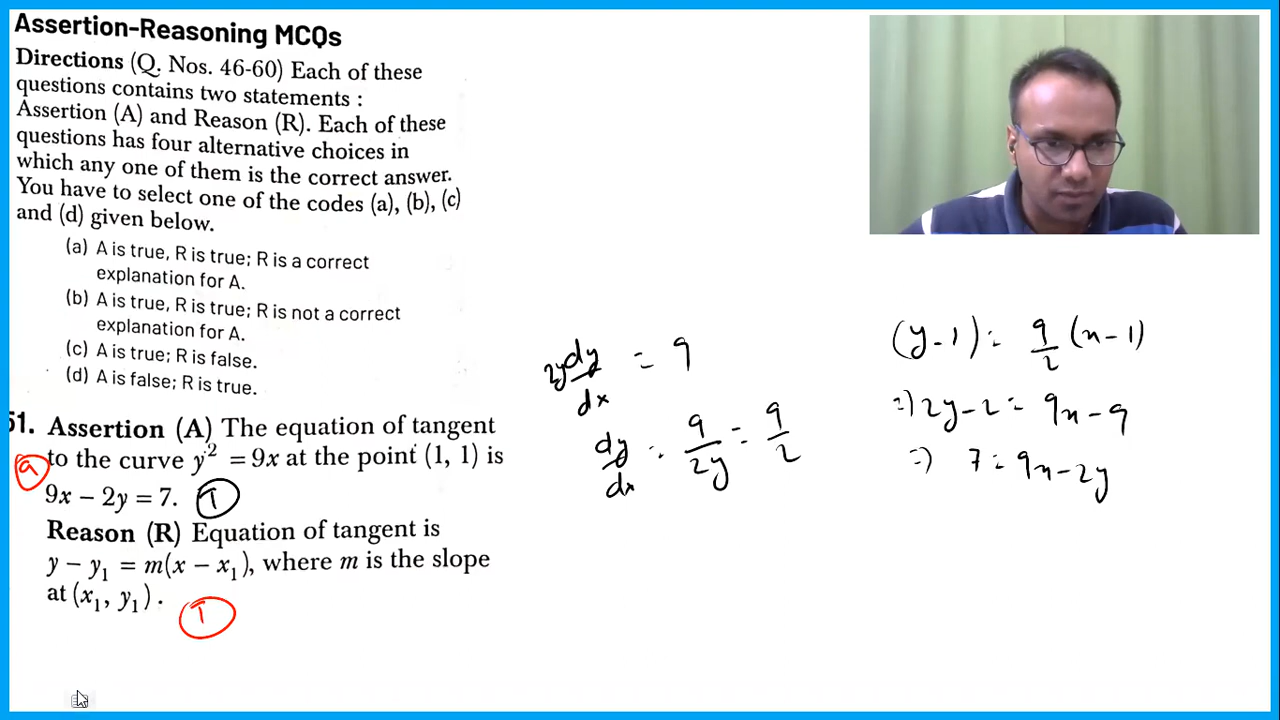 Assertion-Reasoning MCQs
Directions (Q. Nos. 46-60) Each of these
questions contains two statements :
Assertion (A) and Reason (R). Each of these
questions has four alternative choices in
which any one of them is the correct answer.
You have to select one of the codes (a), (b), (c)
and (d) given below.
(a) A is true, R is true; R is a correct
explanation for A.
(b) A is true, R is true; R is not a correct
explanation for A.
(c) A is true; R is false.
(d) A is false; R is true.
51. Assertion (A) The equation of tangent
a to the curve y² = 9x at the point (1, 1) is
9x − 2y = 7. T
Reason (R) Equation of tangent is
y − y₁ = m(x − x₁), where m is the slope
at (x₁, y₁). T
2y dy/dx = 9
dy/dx = 9/2y = 9/2
(y-1) = 9/2 (x-1)
=) 2y-2 = 9x-9
=) 7 = 9x-2y